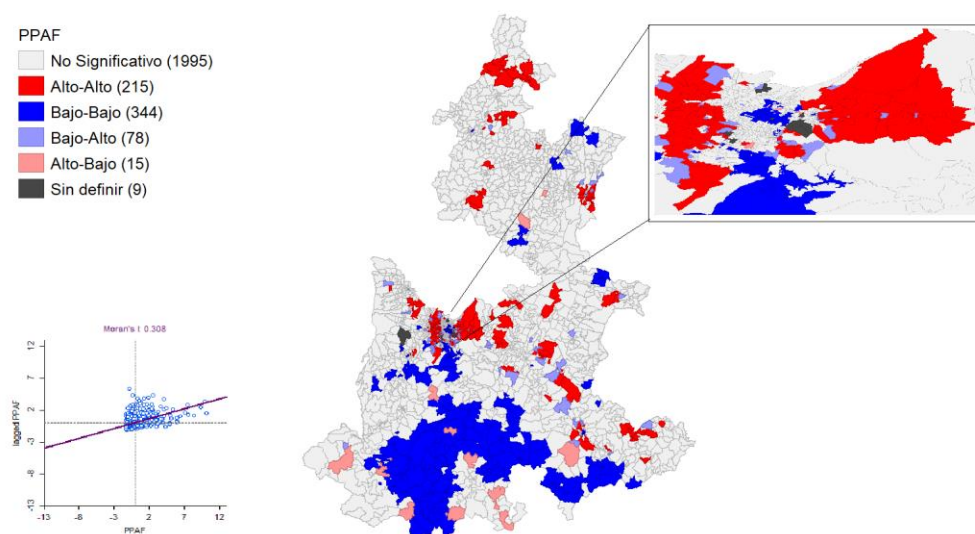 PPAF
No Significativo (1995)
Alto-Alto (215)
Bajo-Bajo (344)
Bajo-Alto (78)
Alto-Bajo (15)
Sin definir (9)
Moran's I: 0.308
12
7
2
-3
-8
-13
lagged PPAF
-13 -8 -3 2 7 12
PPAF